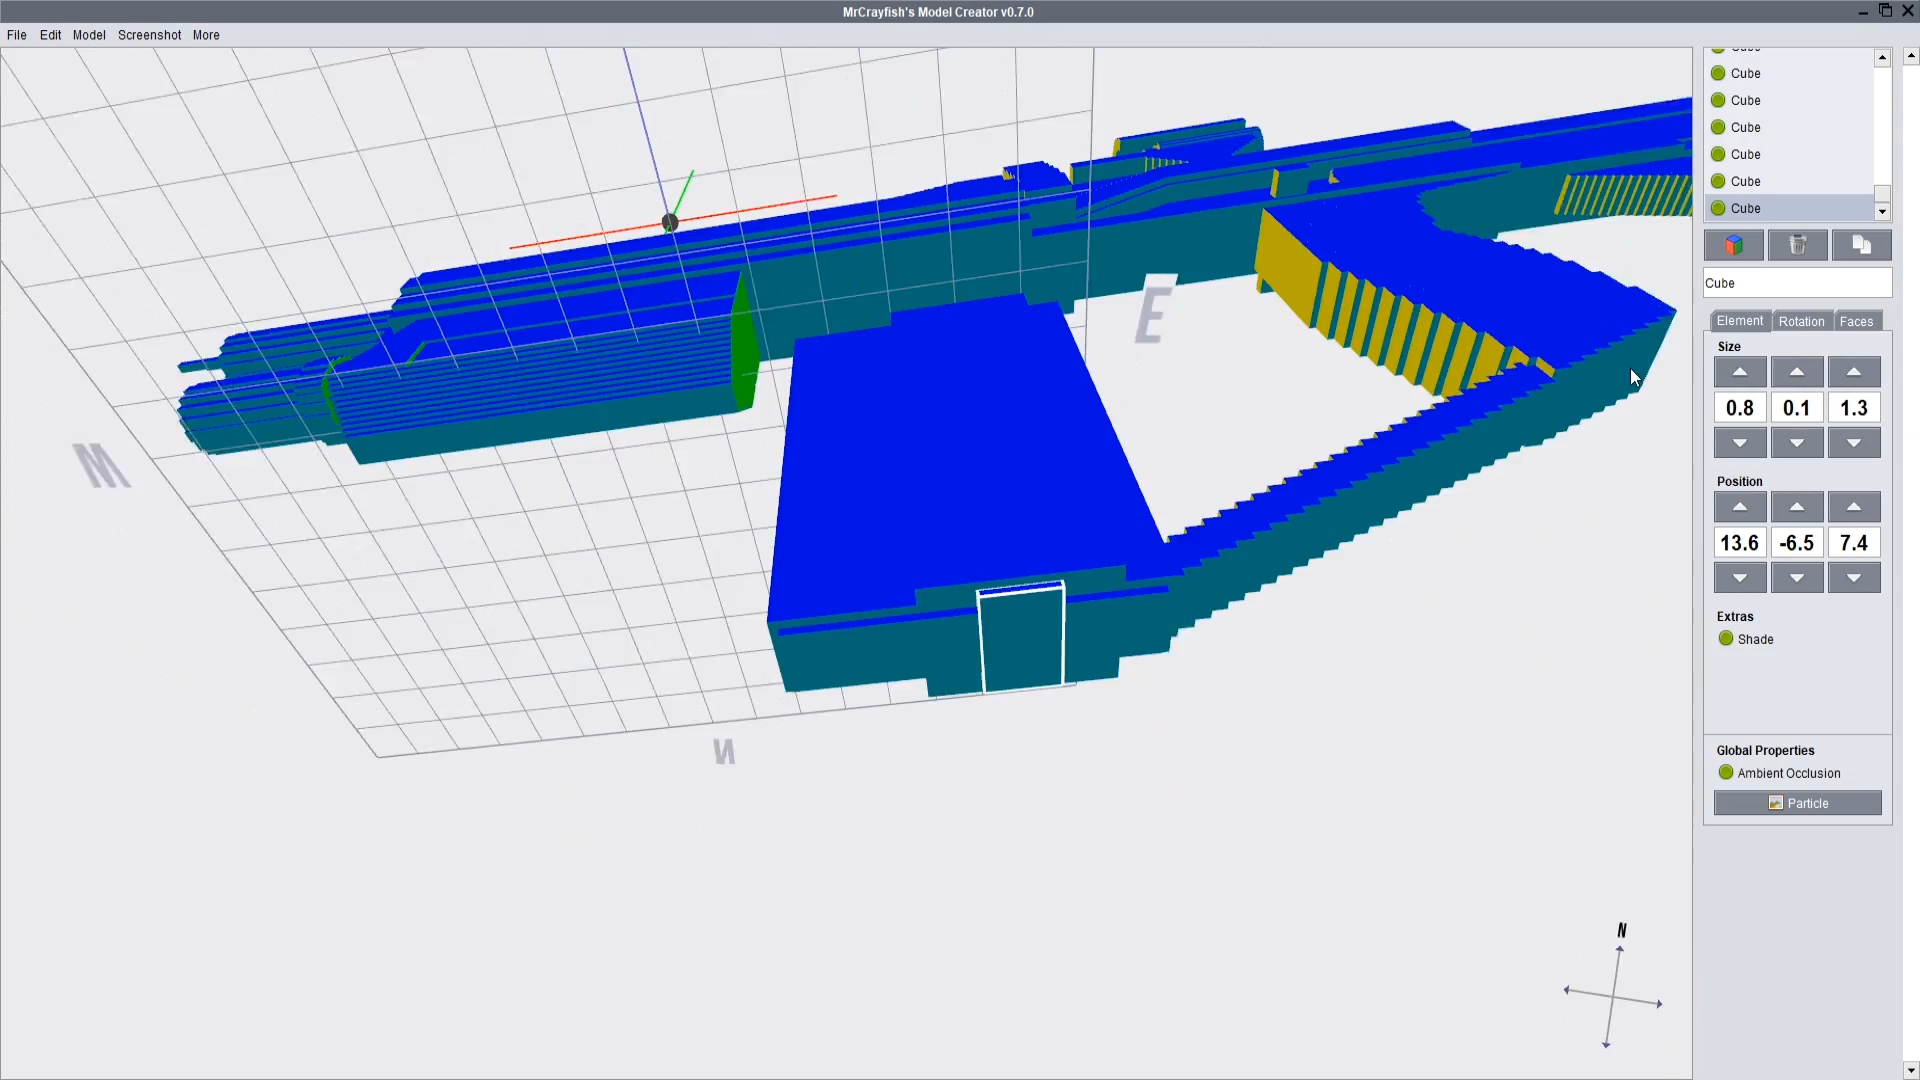 MrCrayfish's Model Creator v0.7.0
File Edit Model Screenshot More
Cube
Cube
Cube
Cube
Cube
Cube
Cube
Cube
Element Rotation Faces
Size
0.8 0.1 1.3
Position
13.6 -6.5 7.4
Extras
Shade
Global Properties
Ambient Occlusion
Particle
W
E
N
N